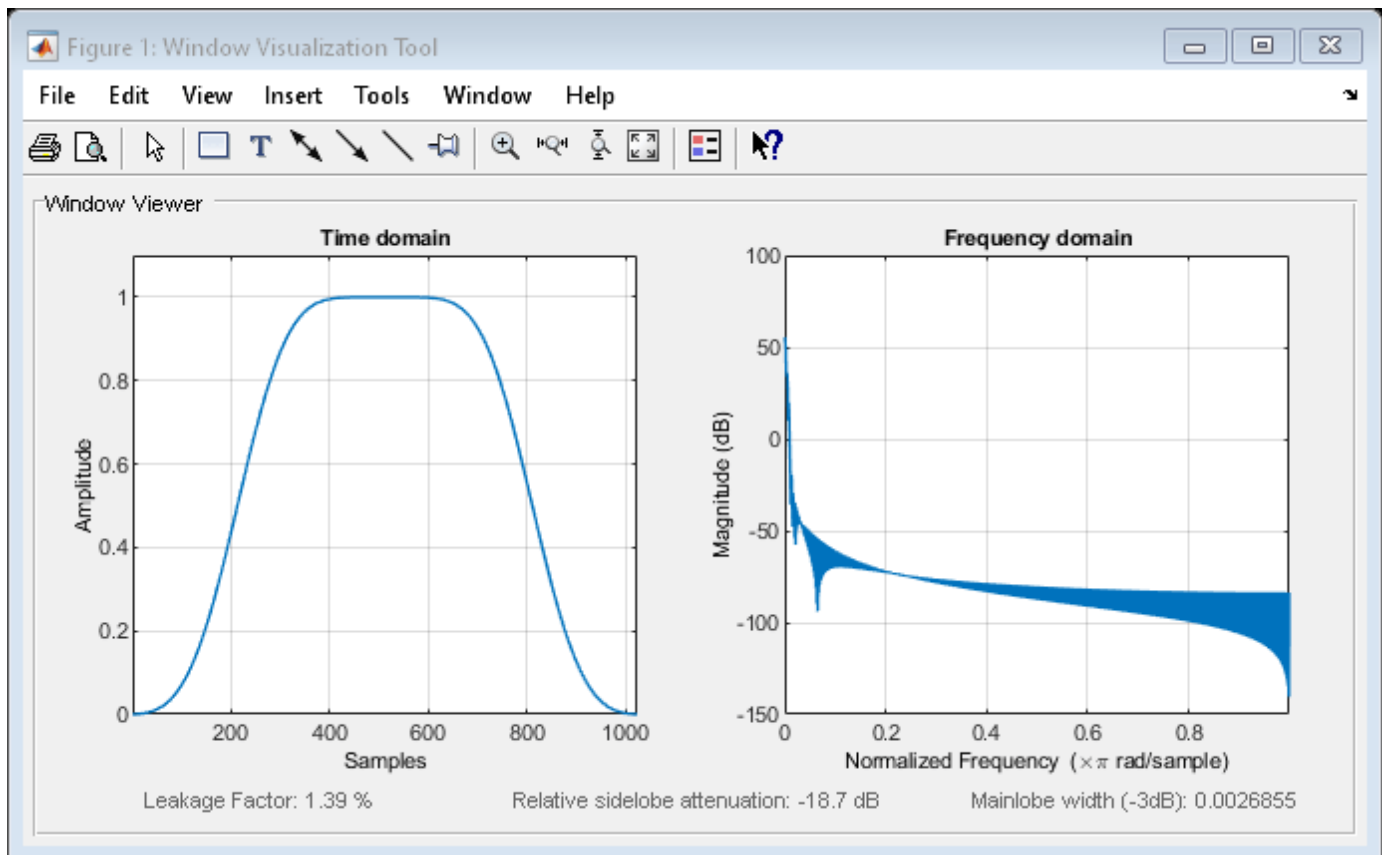 Figure 1: Window Visualization Tool
File Edit View Insert Tools Window Help
T
?
Window Viewer
Time domain
1
0.8
0.6
0.4
0.2
0
Amplitude
200 400 600 800 1000
Samples
Frequency domain
100
50
0
-50
-100
-150
Magnitude (dB)
0 0.2 0.4 0.6 0.8
Normalized Frequency (×π rad/sample)
Leakage Factor: 1.39 % Relative sidelobe attenuation: -18.7 dB Mainlobe width (-3dB): 0.0026855